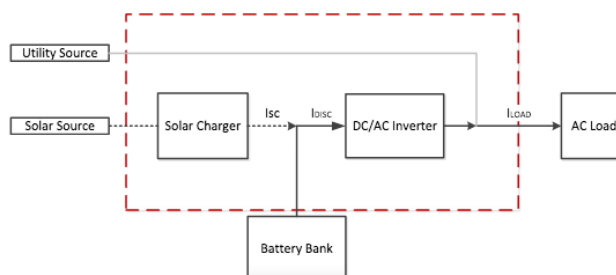 Utility Source
Solar Source
Solar Charger
Isc
IDISC
DC/AC Inverter
ILOAD
AC Load
Battery Bank